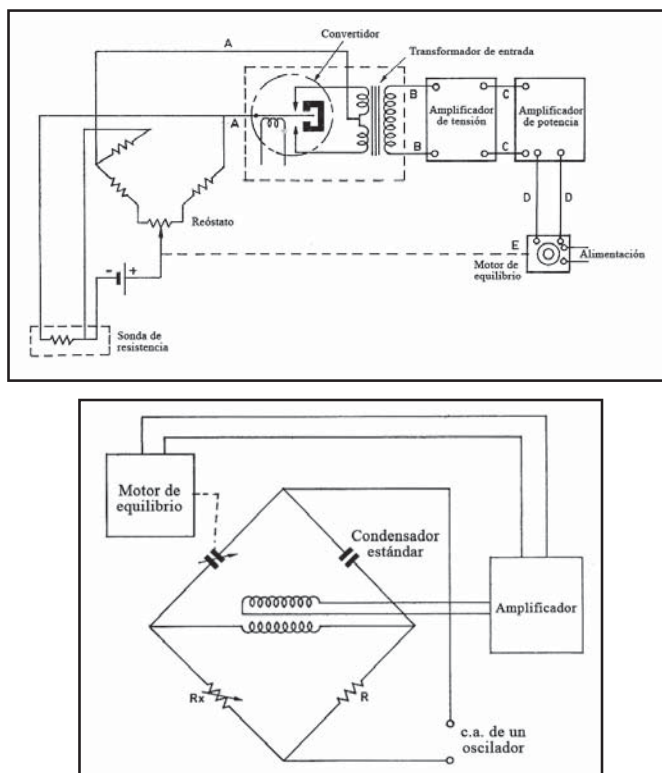 A
Convertidor
Transformador de entrada
A
B
B
Amplificador
de tensión
C
C
Amplificador
de potencia
Reóstato
D
D
E
Motor de
equilibrio
Alimentación
- +
Sonda de
resistencia
Motor de
equilibrio
Condensador
estándar
Amplificador
Rx
R
c.a. de un
oscilador